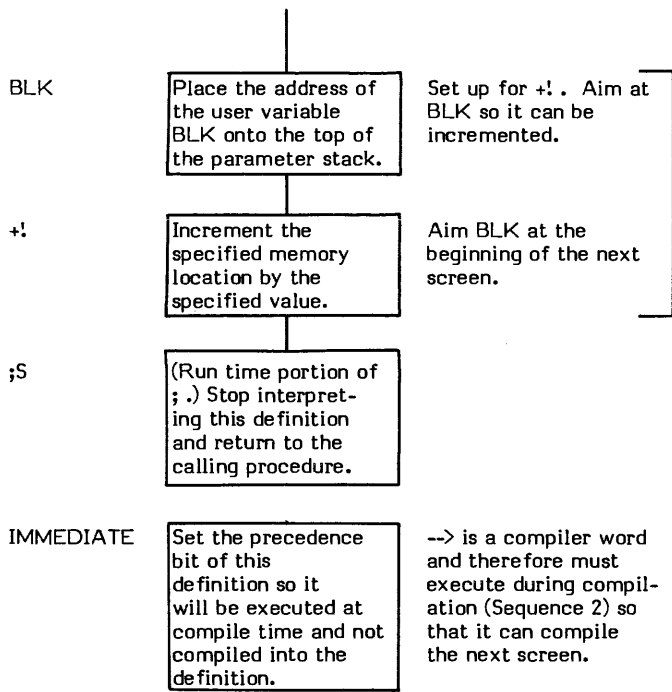 BLK
Place the address of
the user variable
BLK onto the top of
the parameter stack.
Set up for +! . Aim at
BLK so it can be
incremented.
+!
Increment the
specified memory
location by the
specified value.
Aim BLK at the
beginning of the next
screen.
;S
(Run time portion of
; .) Stop interpret-
ing this definition
and return to the
calling procedure.
IMMEDIATE
Set the precedence
bit of this
definition so it
will be executed at
compile time and not
compiled into the
definition.
--> is a compiler word
and therefore must
execute during compil-
ation (Sequence 2) so
that it can compile
the next screen.